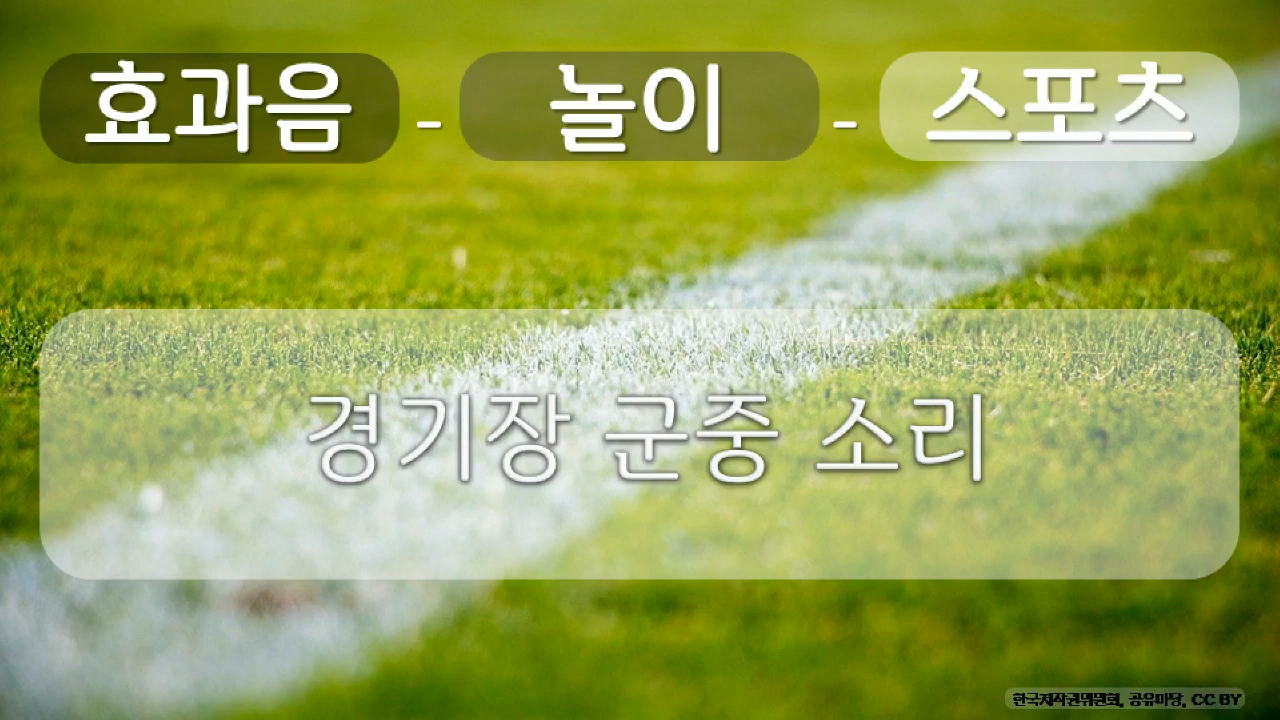 효과음 - 놀이 - 스포츠
경기장 군중 소리
한국저작권위원회, 공유마당, CC BY